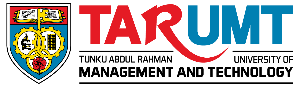 TARUMT
TUNKU ABDUL RAHMAN UNIVERSITY OF
MANAGEMENT AND TECHNOLOGY